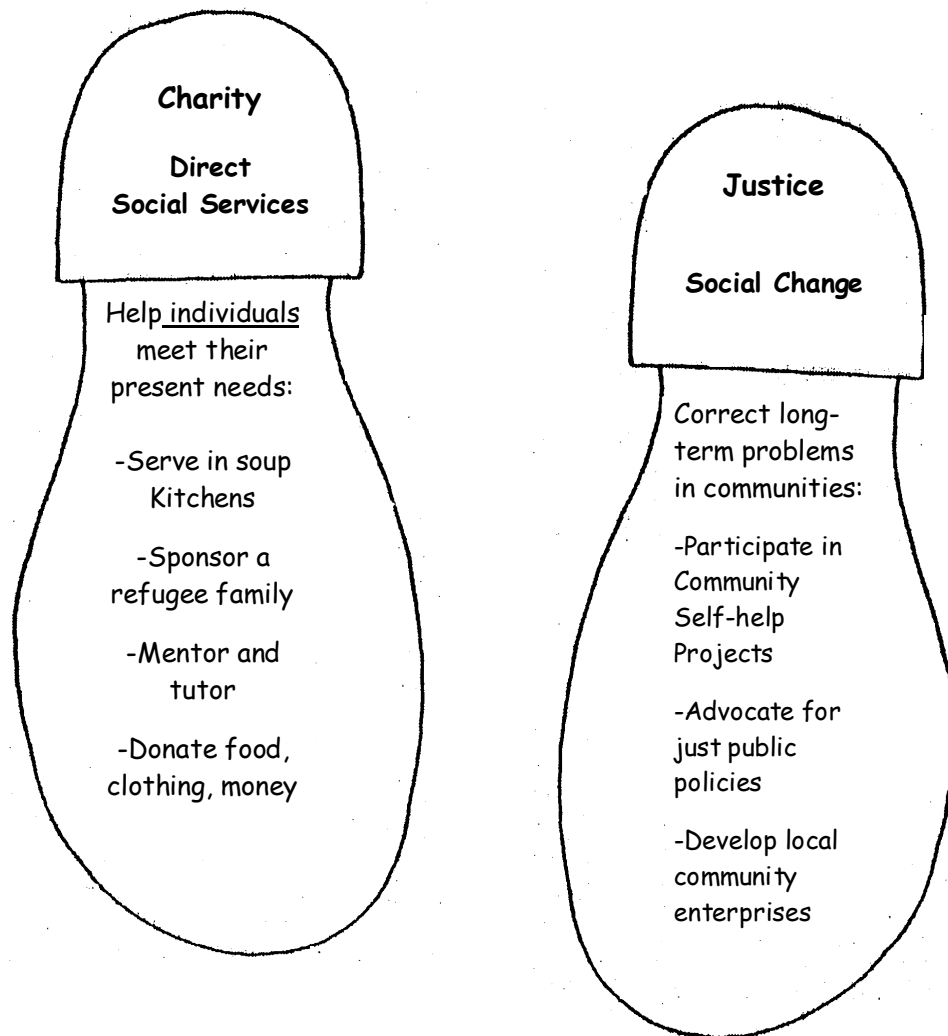 Charity
Direct
Social Services
Help individuals
meet their
present needs:
-Serve in soup
Kitchens
-Sponsor a
refugee family
-Mentor and
tutor
-Donate food,
clothing, money
Justice
Social Change
Correct long-
term problems
in communities:
-Participate in
Community
Self-help
Projects
-Advocate for
just public
policies
-Develop local
community
enterprises